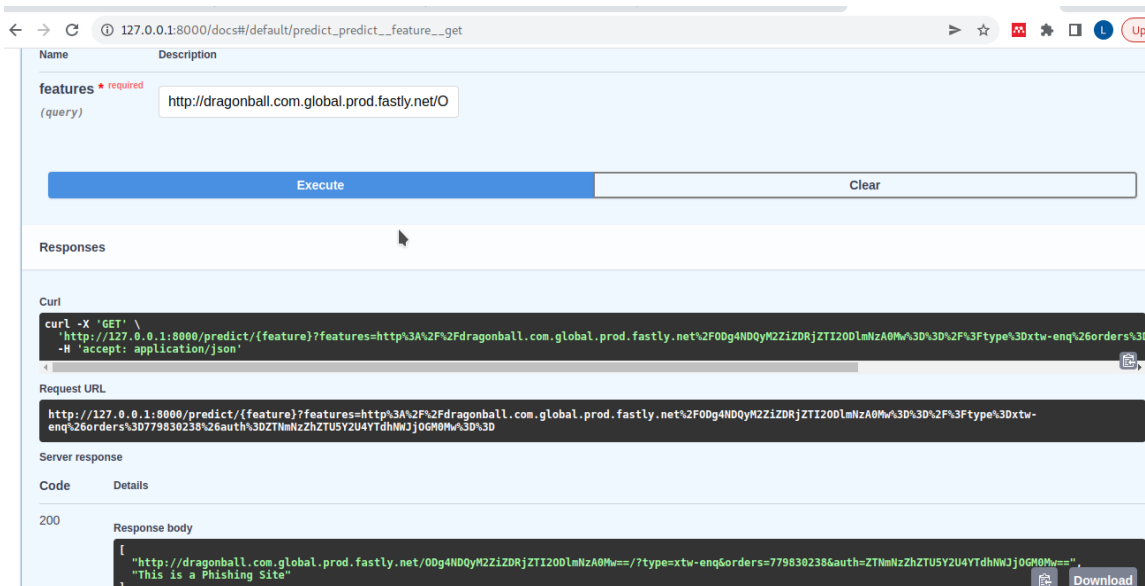 127.0.0.1:8000/docs#/default/predict_predict__feature__get
L
Up
Name Description
features * required
http://dragonball.com.global.prod.fastly.net/O
(query)
Execute Clear
Responses
Curl
curl -X 'GET' \
'http://127.0.0.1:8000/predict/{feature}?features=http%3A%2F%2Fdragonball.com.global.prod.fastly.net%2FODg4NDQyM2ZiZDRjZTI2ODlmNzA0Mw%3D%3D%2F%3Ftype%3Dxtw-enq%26orders%3D
-H 'accept: application/json'
Request URL
http://127.0.0.1:8000/predict/{feature}?features=http%3A%2F%2Fdragonball.com.global.prod.fastly.net%2FODg4NDQyM2ZiZDRjZTI2ODlmNzA0Mw%3D%3D%2F%3Ftype%3Dxtw-
enq%26orders%3D779830238%26auth%3DZTNmNzZhZTU5Y2U4YTdhNWJjOGM0Mw%3D%3D
Server response
Code Details
200
Response body
[
"http://dragonball.com.global.prod.fastly.net/ODg4NDQyM2ZiZDRjZTI2ODlmNzA0Mw==/?type=xtw-enq&orders=779830238&auth=ZTNmNzZhZTU5Y2U4YTdhNWJjOGM0Mw==",
"This is a Phishing Site"
Download